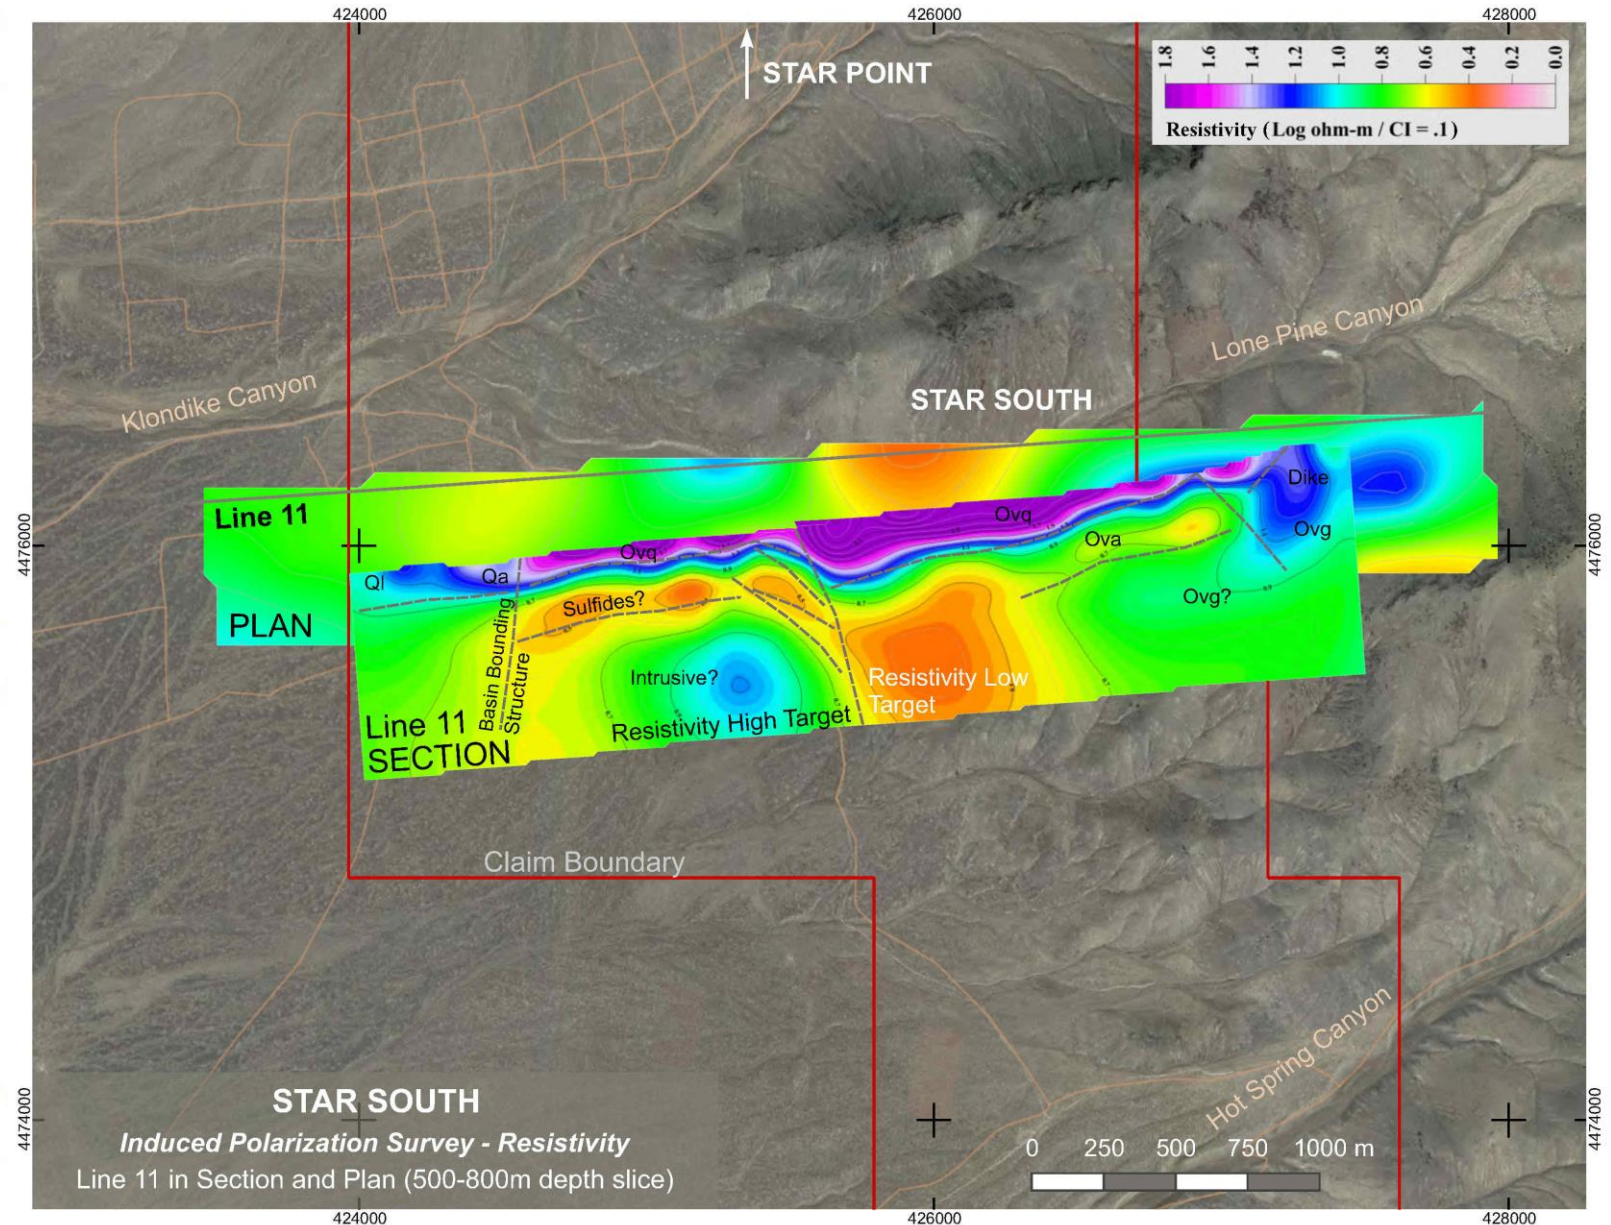 424000
426000
428000
STAR POINT
1.8 1.6 1.4 1.2 1.0 0.8 0.6 0.4 0.2 0.0
Resistivity (Log ohm-m / CI = .1)
Lone Pine Canyon
Klondike Canyon
STAR SOUTH
Line 11
PLAN
4476000
4476000
Ql
Qa
Ovq
Ovq
Ova
Dike
Ovg
Ovg?
Sulfides?
Basin Bounding
Structure
Intrusive?
Resistivity High Target
Resistivity Low
Target
Line 11
SECTION
Claim Boundary
Hot Spring Canyon
4474000
4474000
STAR SOUTH
Induced Polarization Survey - Resistivity
Line 11 in Section and Plan (500-800m depth slice)
0 250 500 750 1000 m
424000
426000
428000